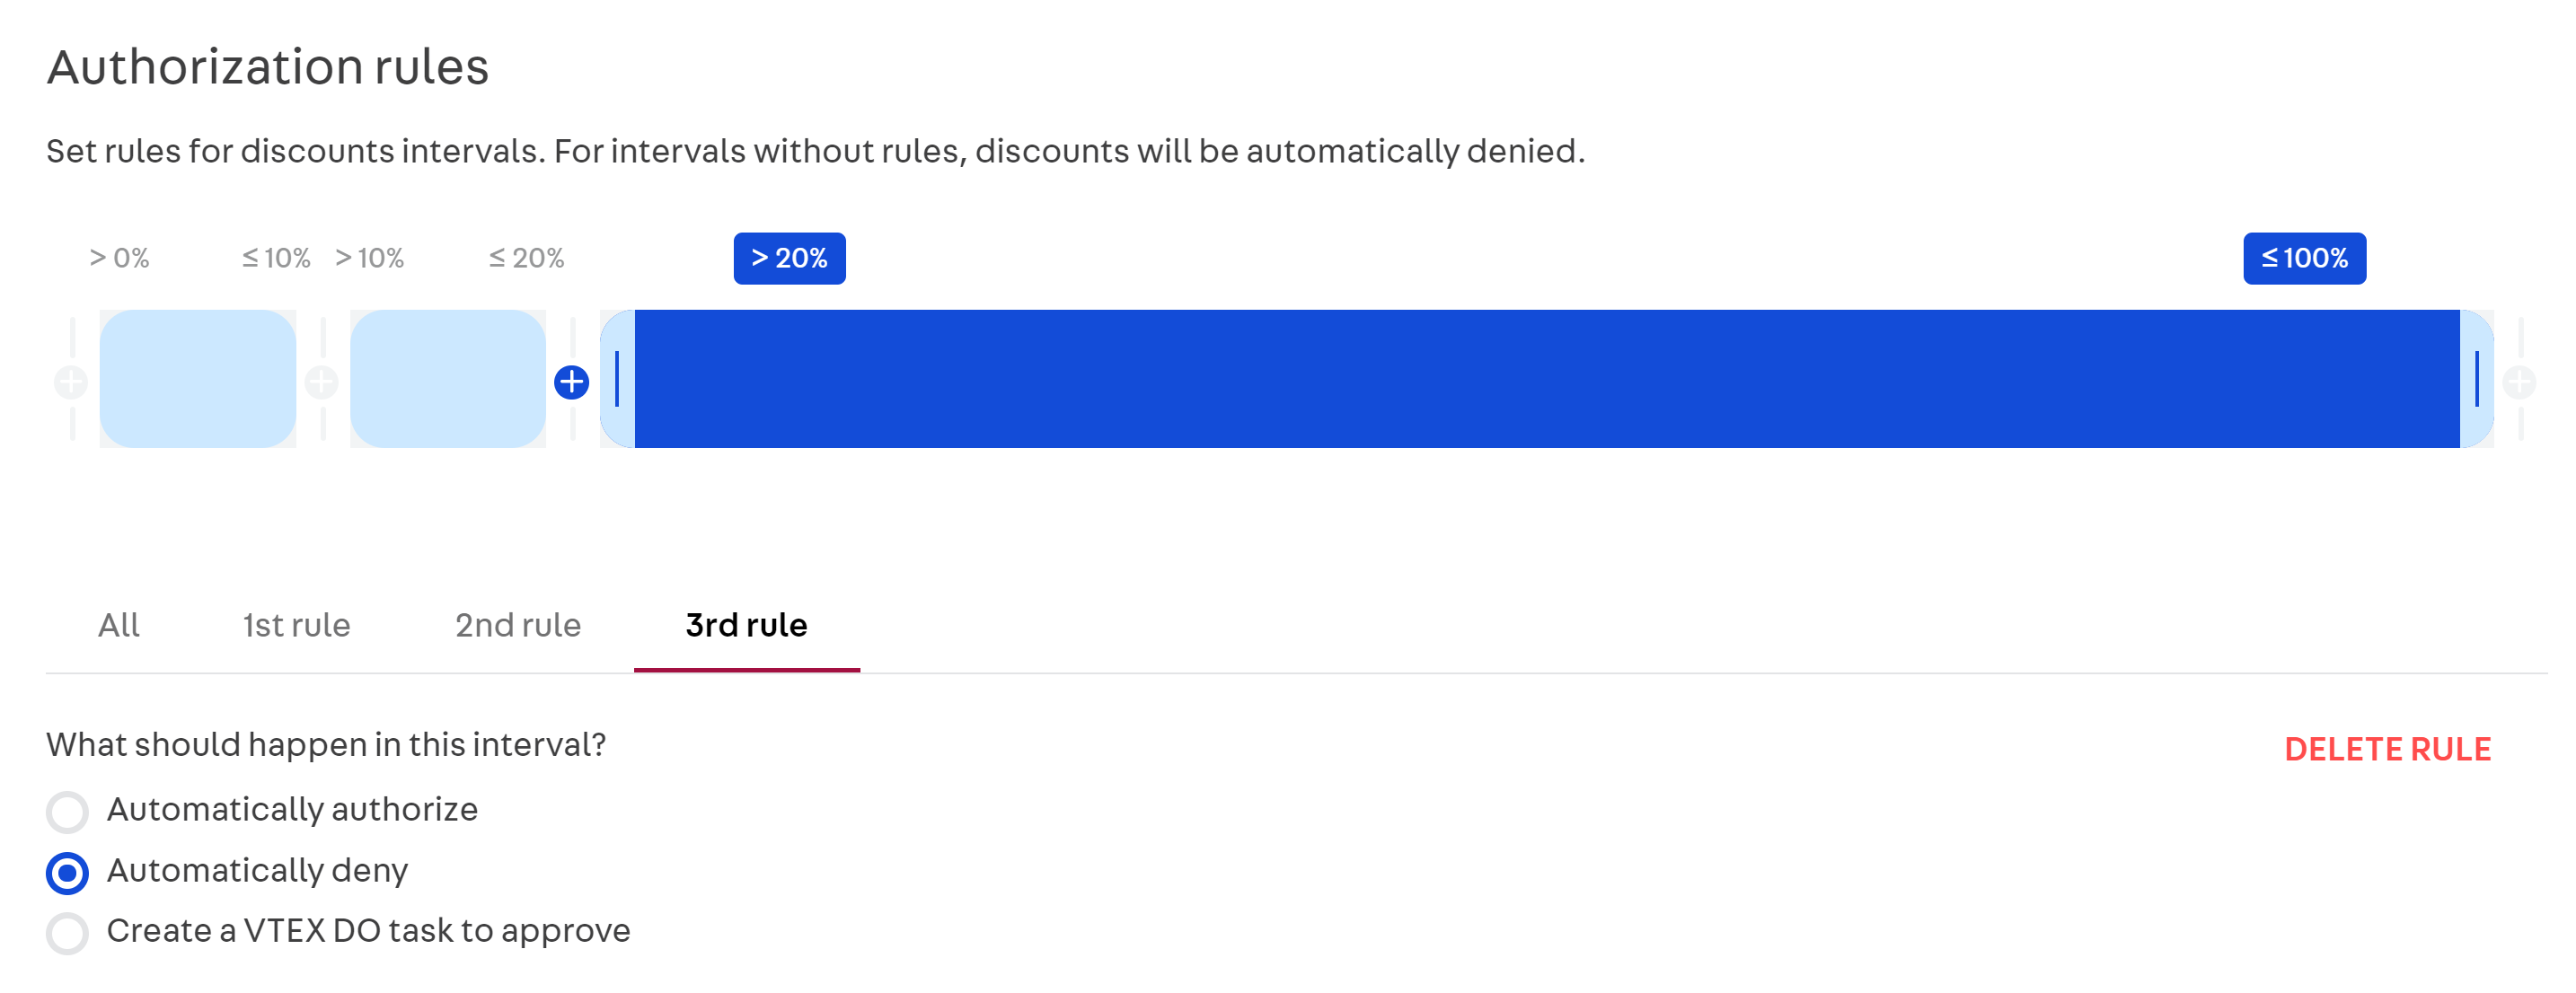 Authorization rules
Set rules for discounts intervals. For intervals without rules, discounts will be automatically denied.
> 0% ≤ 10% > 10% ≤ 20% > 20% ≤ 100%
All 1st rule 2nd rule 3rd rule
What should happen in this interval?
DELETE RULE
Automatically authorize
Automatically deny
Create a VTEX DO task to approve